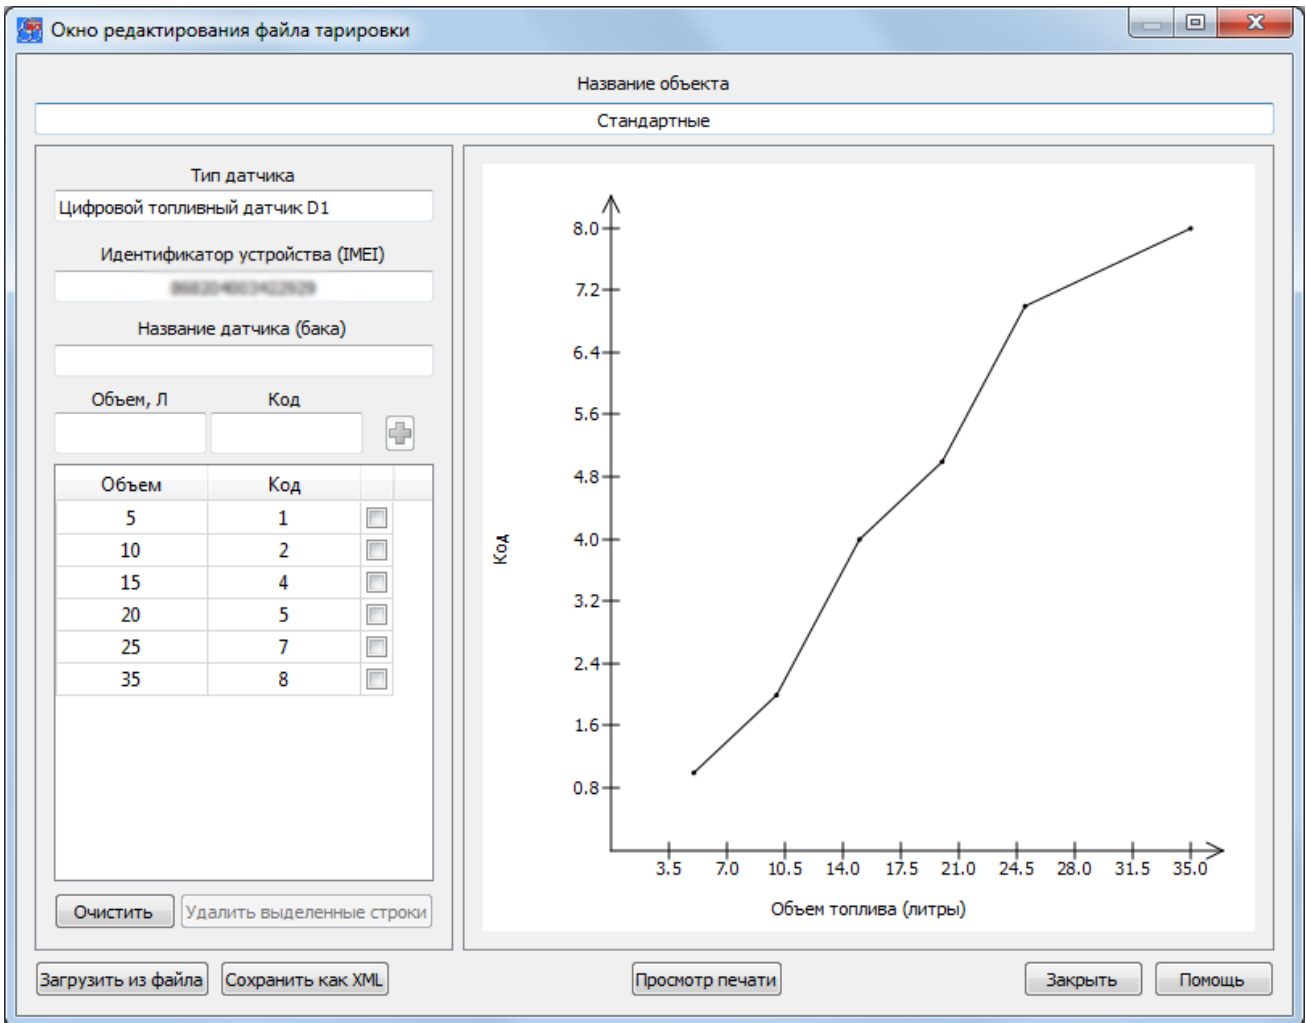 Окно редактирования файла тарировки
Название объекта
Стандартные
Тип датчика
Цифровой топливный датчик D1
Идентификатор устройства (IMEI)
Название датчика (бака)
Объем, Л Код
Объем Код
5 1
10 2
15 4
20 5
25 7
35 8
Очистить Удалить выделенные строки
Код
8.0
7.2
6.4
5.6
4.8
4.0
3.2
2.4
1.6
0.8
3.5 7.0 10.5 14.0 17.5 21.0 24.5 28.0 31.5 35.0
Объем топлива (литры)
Загрузить из файла Сохранить как XML Просмотр печати Закрыть Помощь